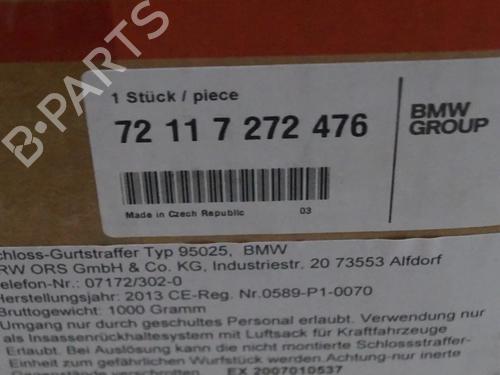 1 Stück / piece
72 11 7 272 476
BMW
GROUP
Made in Czech Republic
03
chloss-Gurtstraffer Typ 95025, BMW
RW ORS GmbH & Co. KG, Industriestr. 20 73553 Alfdorf
elefon-Nr.: 07172/302-0
Herstellungsjahr: 2013 CE-Reg. Nr.0589-P1-0070
Bruttogewicht: 1000 Gramm
Umgang nur durch geschultes Personal erlaubt. Verwendung nur
als Insassenrückhaltesystem mit Luftsack für Kraftfahrzeuge
Erlaubt. Bei Auslösung kann die nicht montierte Schlossstraffer-
Einheit zum gefährlichen Wurfstück werden.Achtung-nur inerte
Gegenstände verschrotten EX 2007010537
B-PARTS